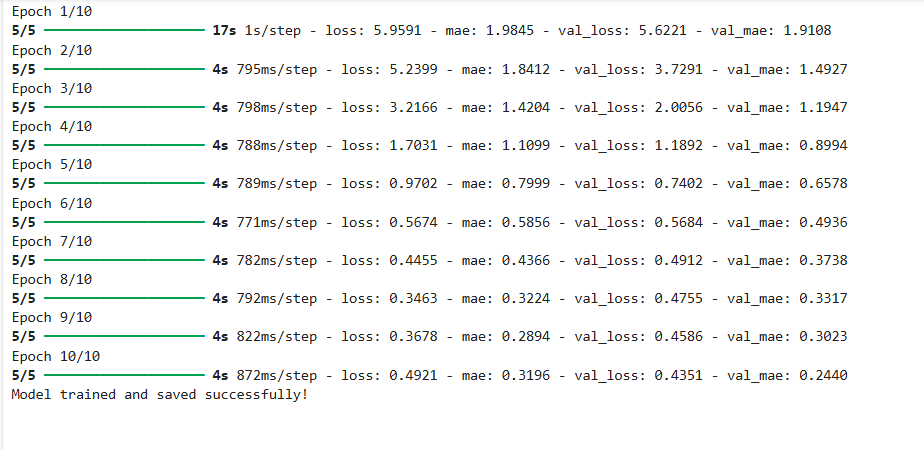 Epoch 1/10
5/5 ━━━━━━━━━━━━━━━━━━━━ 17s 1s/step - loss: 5.9591 - mae: 1.9845 - val_loss: 5.6221 - val_mae: 1.9108
Epoch 2/10
5/5 ━━━━━━━━━━━━━━━━━━━━ 4s 795ms/step - loss: 5.2399 - mae: 1.8412 - val_loss: 3.7291 - val_mae: 1.4927
Epoch 3/10
5/5 ━━━━━━━━━━━━━━━━━━━━ 4s 798ms/step - loss: 3.2166 - mae: 1.4204 - val_loss: 2.0056 - val_mae: 1.1947
Epoch 4/10
5/5 ━━━━━━━━━━━━━━━━━━━━ 4s 788ms/step - loss: 1.7031 - mae: 1.1099 - val_loss: 1.1892 - val_mae: 0.8994
Epoch 5/10
5/5 ━━━━━━━━━━━━━━━━━━━━ 4s 789ms/step - loss: 0.9702 - mae: 0.7999 - val_loss: 0.7402 - val_mae: 0.6578
Epoch 6/10
5/5 ━━━━━━━━━━━━━━━━━━━━ 4s 771ms/step - loss: 0.5674 - mae: 0.5856 - val_loss: 0.5684 - val_mae: 0.4936
Epoch 7/10
5/5 ━━━━━━━━━━━━━━━━━━━━ 4s 782ms/step - loss: 0.4455 - mae: 0.4366 - val_loss: 0.4912 - val_mae: 0.3738
Epoch 8/10
5/5 ━━━━━━━━━━━━━━━━━━━━ 4s 792ms/step - loss: 0.3463 - mae: 0.3224 - val_loss: 0.4755 - val_mae: 0.3317
Epoch 9/10
5/5 ━━━━━━━━━━━━━━━━━━━━ 4s 822ms/step - loss: 0.3678 - mae: 0.2894 - val_loss: 0.4586 - val_mae: 0.3023
Epoch 10/10
5/5 ━━━━━━━━━━━━━━━━━━━━ 4s 872ms/step - loss: 0.4921 - mae: 0.3196 - val_loss: 0.4351 - val_mae: 0.2440
Model trained and saved successfully!